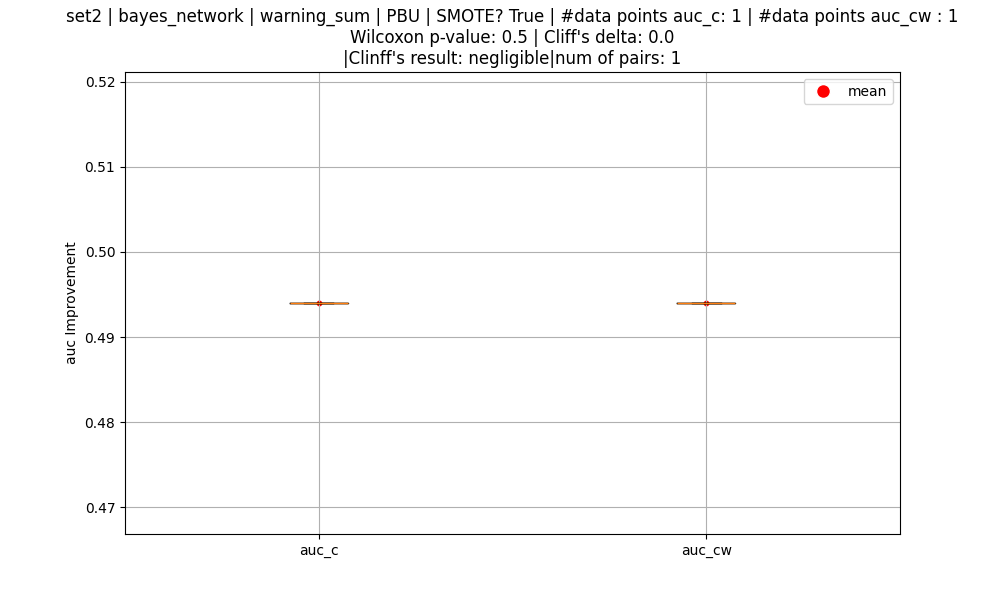 set2 | bayes_network | warning_sum | PBU | SMOTE? True | #data points auc_c: 1 | #data points auc_cw : 1
Wilcoxon p-value: 0.5 | Cliff's delta: 0.0
|Clinff's result: negligible|num of pairs: 1
mean
0.52
0.51
0.50
0.49
0.48
0.47
auc Improvement
auc_c
auc_cw